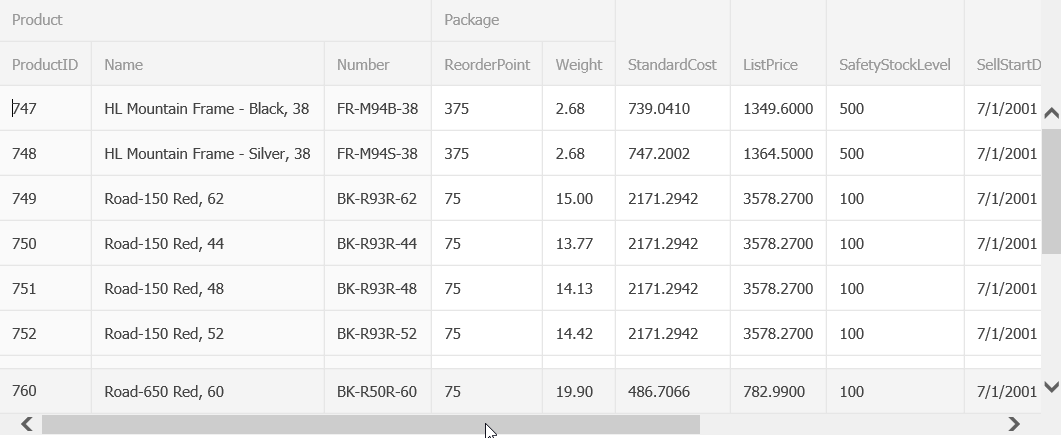 Product Package
ProductID Name Number ReorderPoint Weight StandardCost ListPrice SafetyStockLevel SellStartD
747 HL Mountain Frame - Black, 38 FR-M94B-38 375 2.68 739.0410 1349.6000 500 7/1/2001
748 HL Mountain Frame - Silver, 38 FR-M94S-38 375 2.68 747.2002 1364.5000 500 7/1/2001
749 Road-150 Red, 62 BK-R93R-62 75 15.00 2171.2942 3578.2700 100 7/1/2001
750 Road-150 Red, 44 BK-R93R-44 75 13.77 2171.2942 3578.2700 100 7/1/2001
751 Road-150 Red, 48 BK-R93R-48 75 14.13 2171.2942 3578.2700 100 7/1/2001
752 Road-150 Red, 52 BK-R93R-52 75 14.42 2171.2942 3578.2700 100 7/1/2001
760 Road-650 Red, 60 BK-R50R-60 75 19.90 486.7066 782.9900 100 7/1/2001